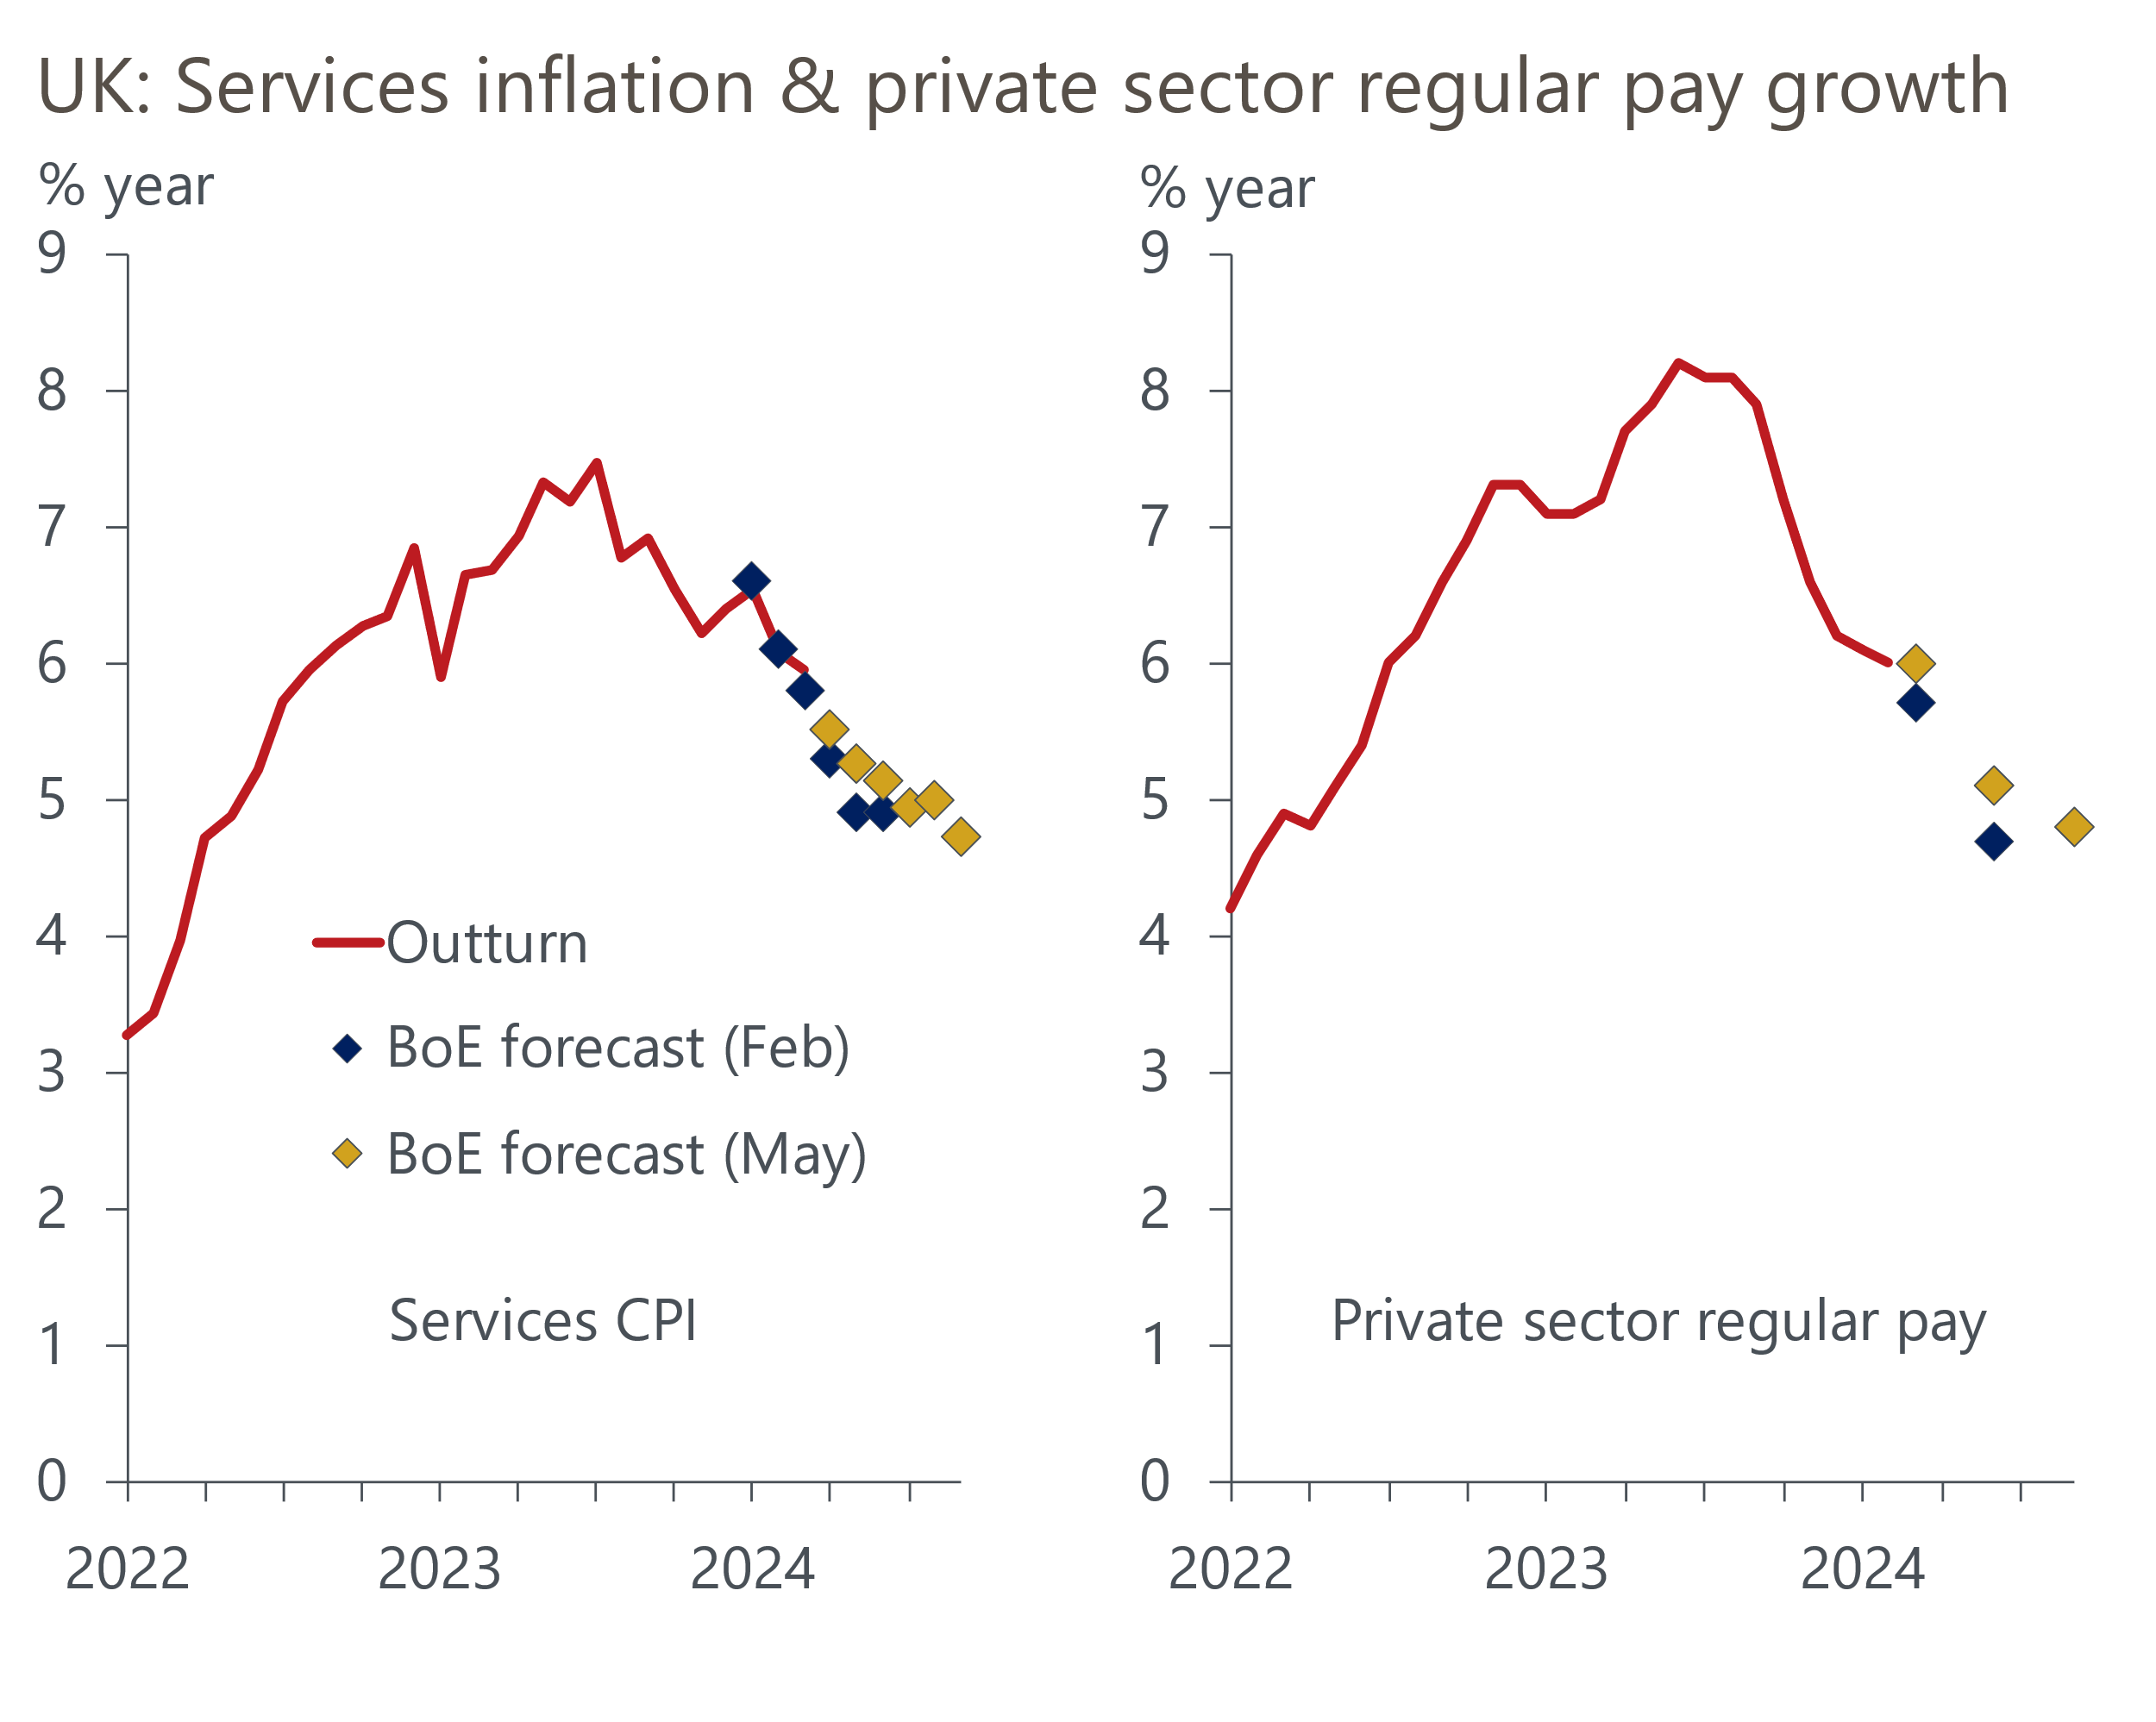 UK: Services inflation & private sector regular pay growth
% year
9
8
7
6
5
4
3
2
1
0
2022 2023 2024
Outturn
BoE forecast (Feb)
BoE forecast (May)
Services CPI
% year
9
8
7
6
5
4
3
2
1
0
2022 2023 2024
Private sector regular pay